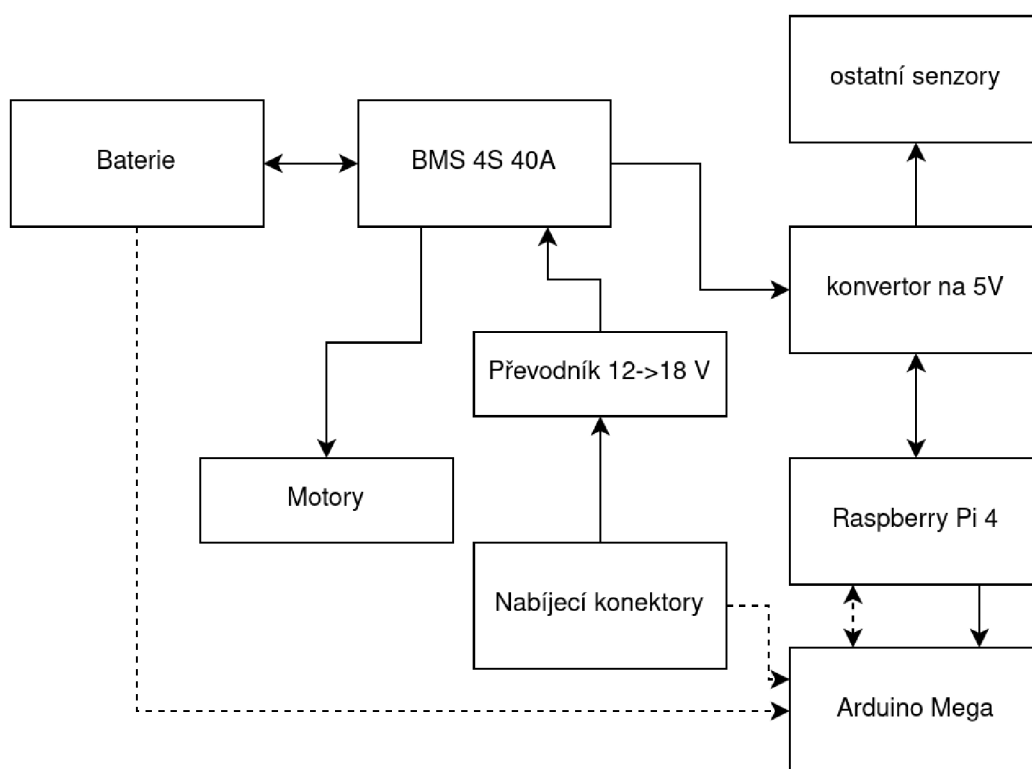 ostatní senzory
Baterie
BMS 4S 40A
konvertor na 5V
Převodník 12->18 V
Motory
Raspberry Pi 4
Nabíjecí konektory
Arduino Mega